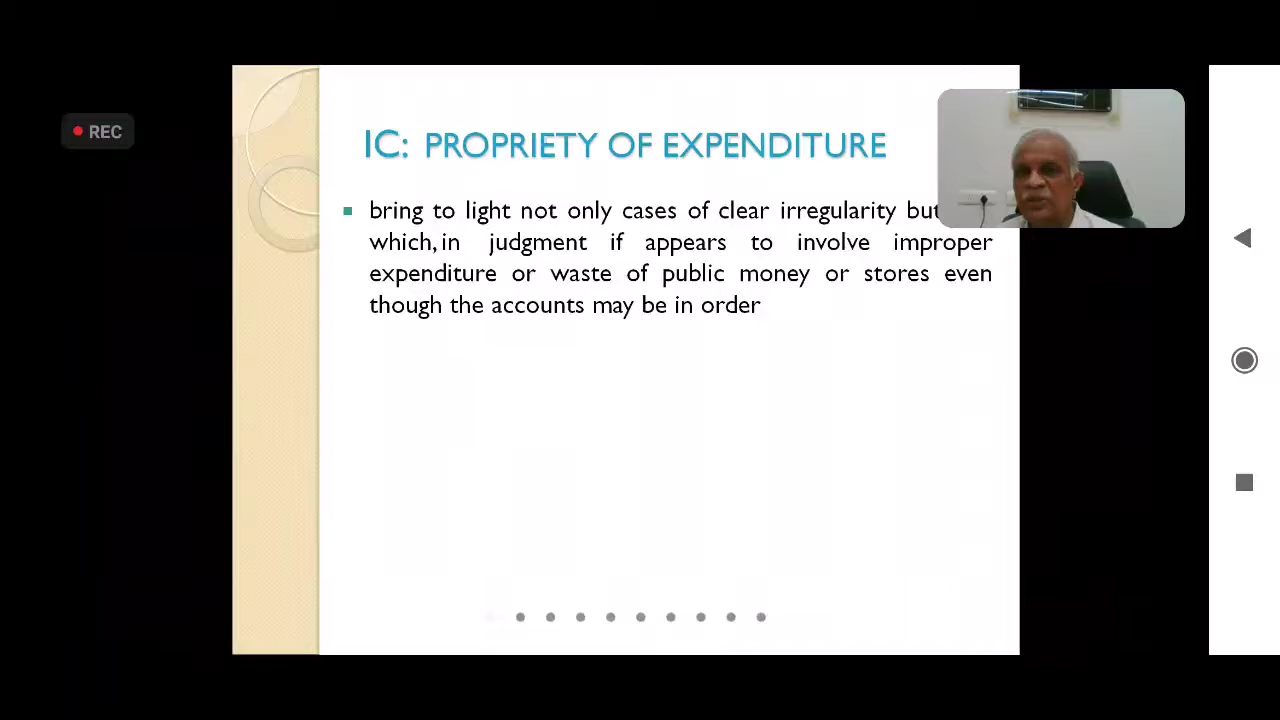 REC
IC: PROPRIETY OF EXPENDITURE
bring to light not only cases of clear irregularity but
which, in judgment if appears to involve improper
expenditure or waste of public money or stores even
though the accounts may be in order